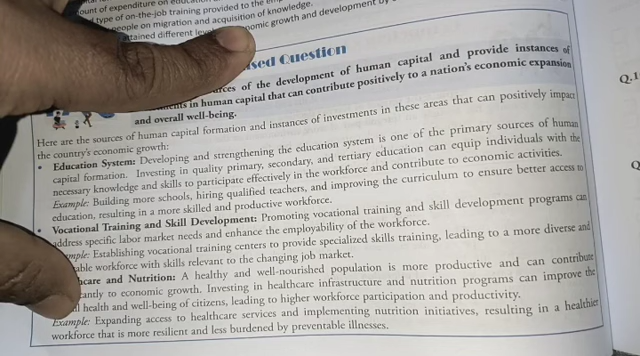 ount of expenditure on education
type of on-the-job training provided to the
people on migration and acquisition of knowledge.
tained different nomic growth and development by
sed Question
rces of the development of human capital and provide instances of
ments in human capital that can contribute positively to a nation's economic expansion
and overall well-being.
Here are the sources of human capital formation and instances of investments in these areas that can positively impact
the country's economic growth:
• Education System: Developing and strengthening the education system is one of the primary sources of human
capital formation. Investing in quality primary, secondary, and tertiary education can equip individuals with the
necessary knowledge and skills to participate effectively in the workforce and contribute to economic activities.
Example: Building more schools, hiring qualified teachers, and improving the curriculum to ensure better access to
education, resulting in a more skilled and productive workforce.
• Vocational Training and Skill Development: Promoting vocational training and skill development programs can
address specific labor market needs and enhance the employability of the workforce.
mple: Establishing vocational training centers to provide specialized skills training, leading to a more diverse and
able workforce with skills relevant to the changing job market.
hcare and Nutrition: A healthy and well-nourished population is more productive and can contribute
cantly to economic growth. Investing in healthcare infrastructure and nutrition programs can improve the
l health and well-being of citizens, leading to higher workforce participation and productivity.
Example: Expanding access to healthcare services and implementing nutrition initiatives, resulting in a healthier
workforce that is more resilient and less burdened by preventable illnesses.
Q.1
Q